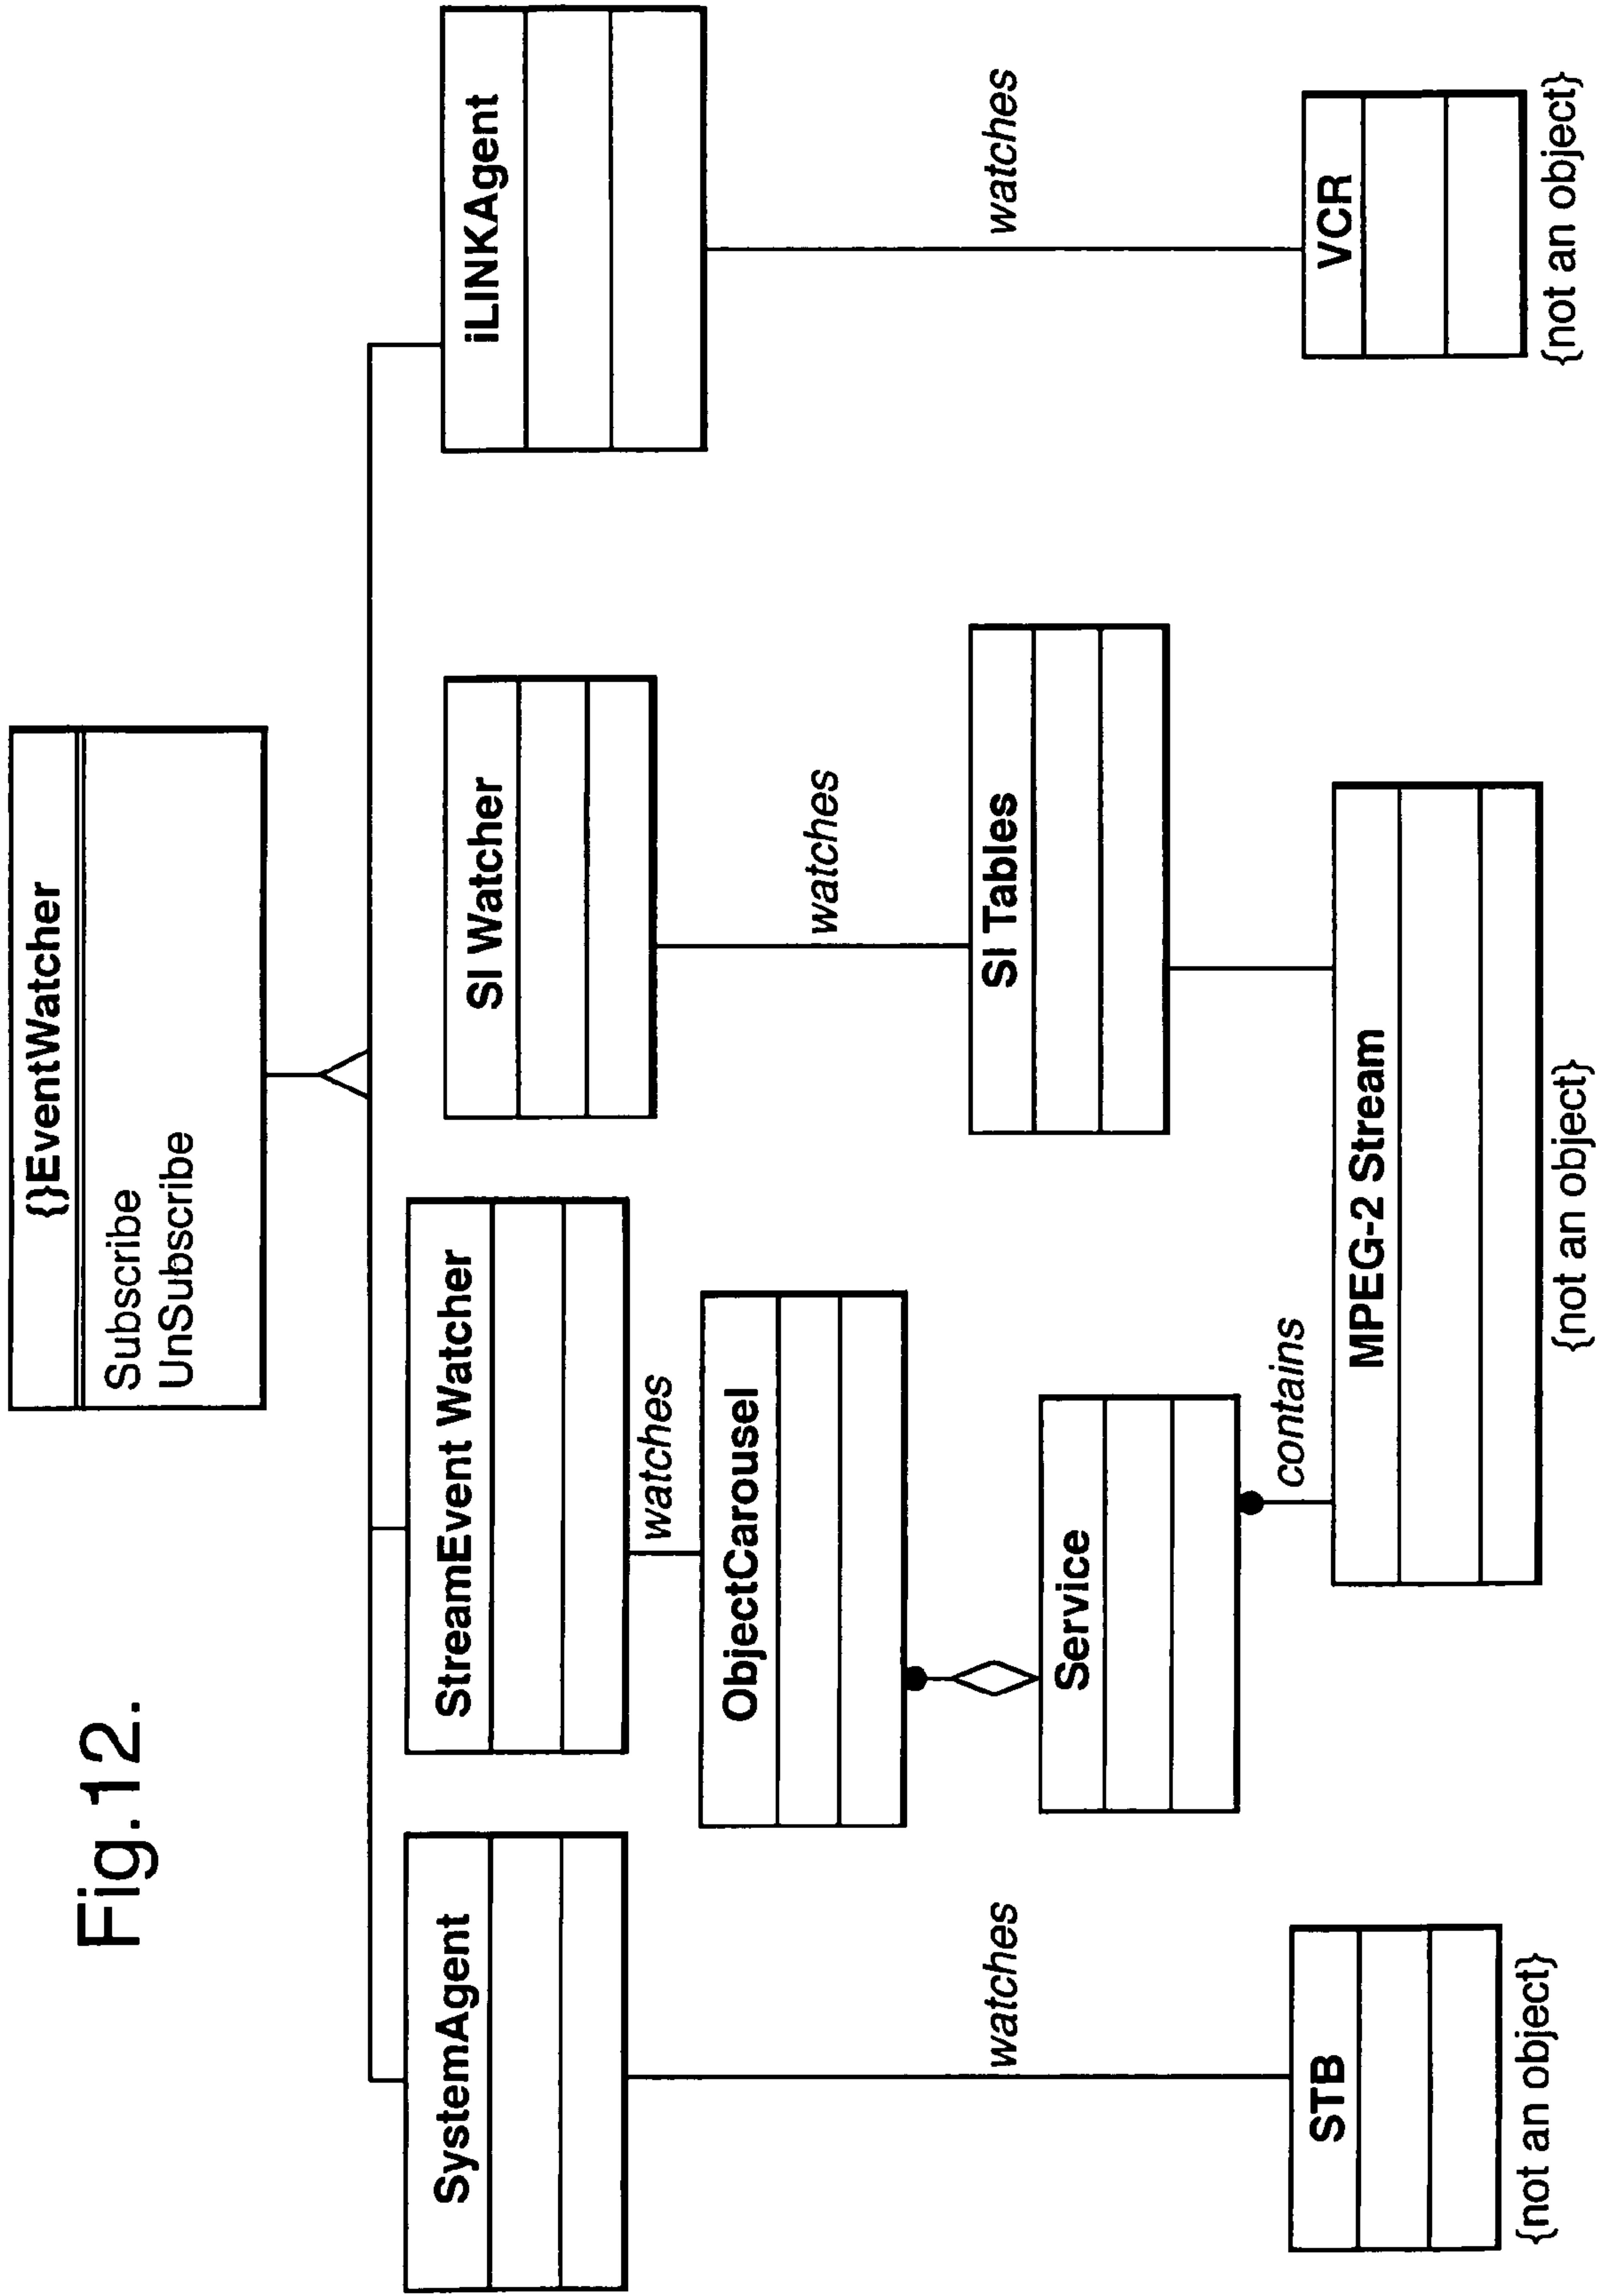 Fig.12.
{}EventWatcher
Subscribe
UnSubscribe
SystemAgent
StreamEvent Watcher
SI Watcher
iLINKAgent
watches
ObjectCarousel
watches
watches
watches
SI Tables
Service
contains
STB
{not an object}
MPEG-2 Stream
{not an object}
VCR
{not an object}